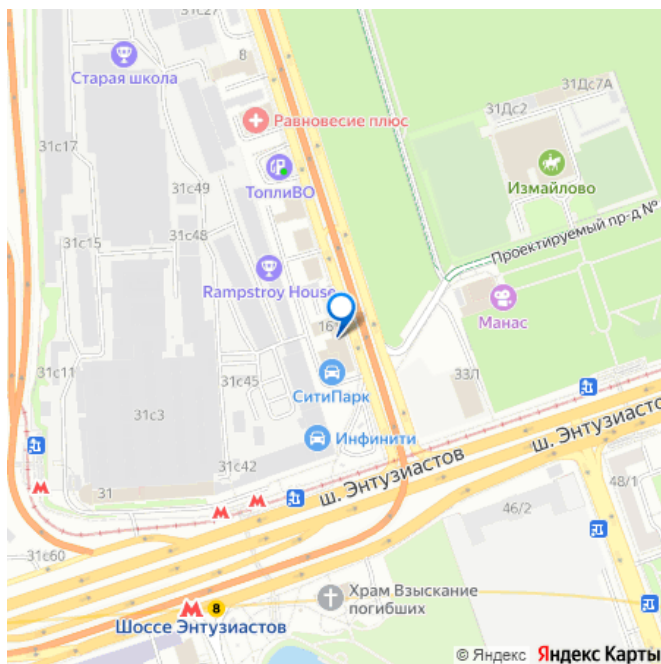 31с27
8
Старая школа
31Дс7А
31Дс2
Равновесие плюс
31с17
Измайлово
31с49
ТоплиВО
31с15
31с48
Проектируемый пр-д №
Rampstroy House
Манас
16
31с11
31с45
СитиПарк
33Л
31с3
Инфинити
ш. Энтузиастов
31с42
ш. Энтузиастов
31
48/1
46/2
31с60
Храм Взыскание
погибших
8
Шоссе Энтузиастов
© Яндекс Яндекс Карты